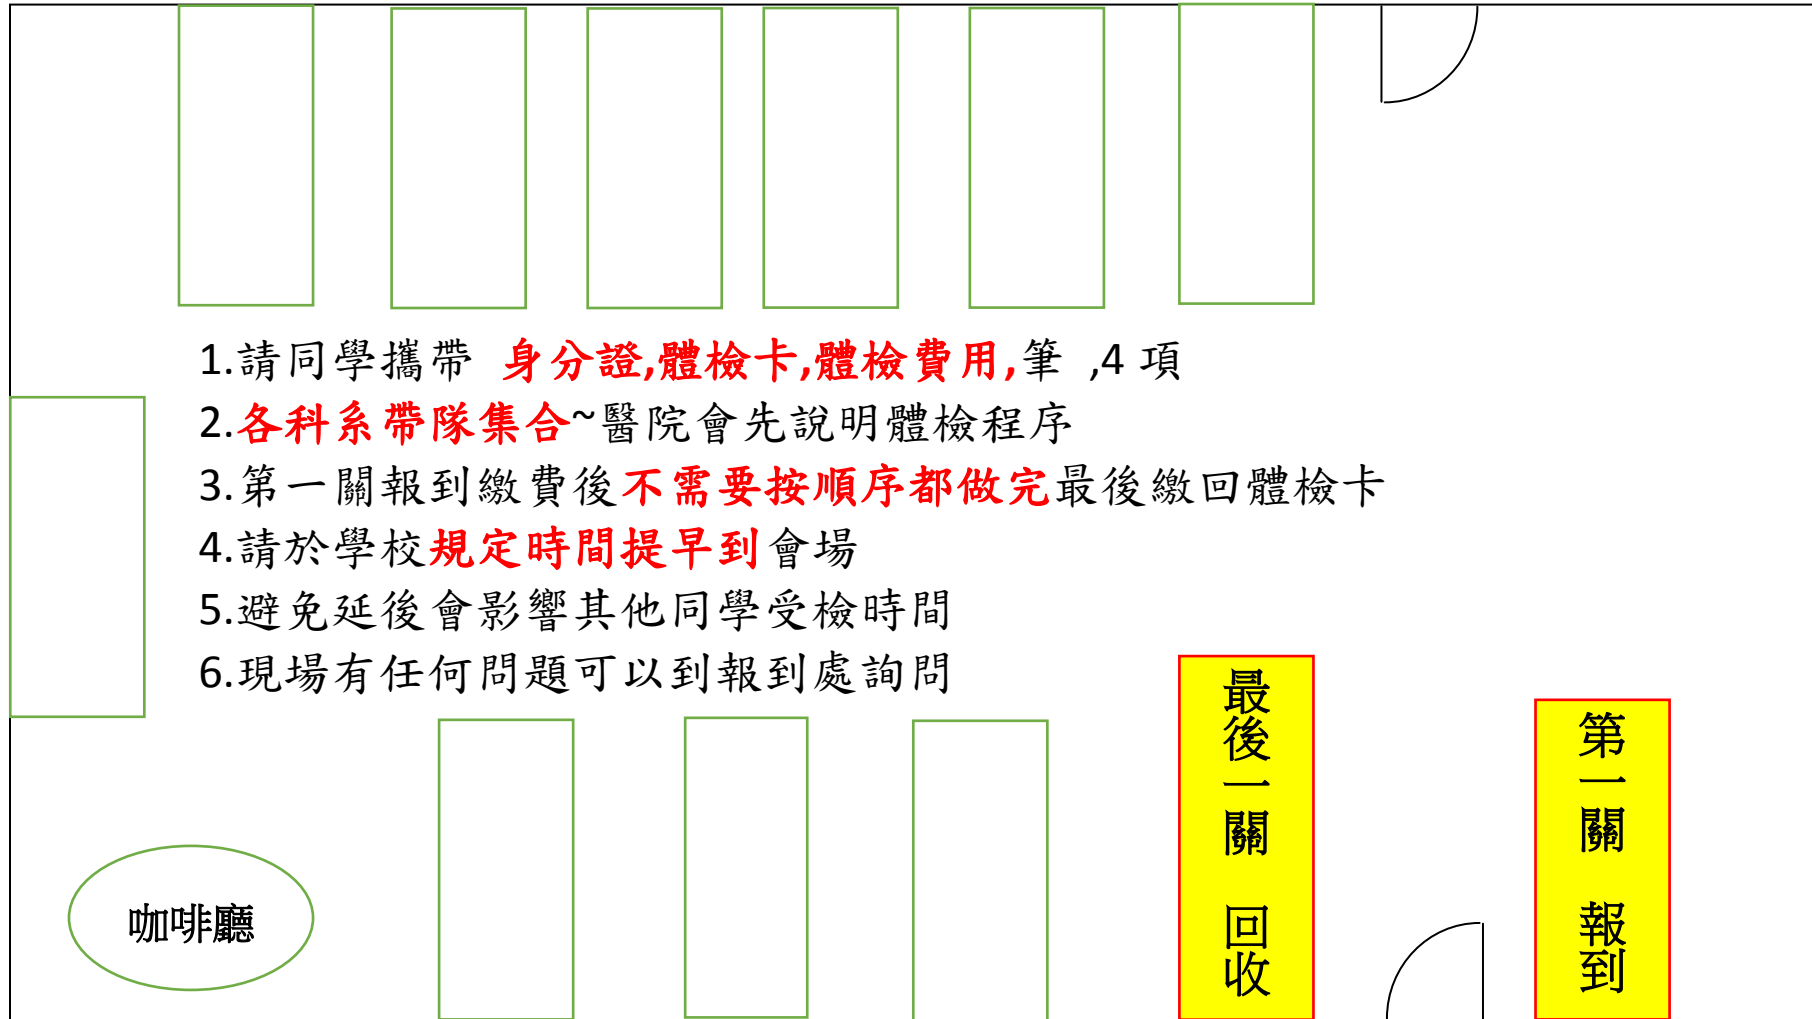 1.請同學攜帶 身分證,體檢卡,體檢費用,筆 ,4 項
2.各科系帶隊集合~醫院會先說明體檢程序
3.第一關報到繳費後不需要按順序都做完最後繳回體檢卡
4.請於學校規定時間提早到會場
5.避免延後會影響其他同學受檢時間
6.現場有任何問題可以到報到處詢問
最後一關 回收
第一關 報到
咖啡廳